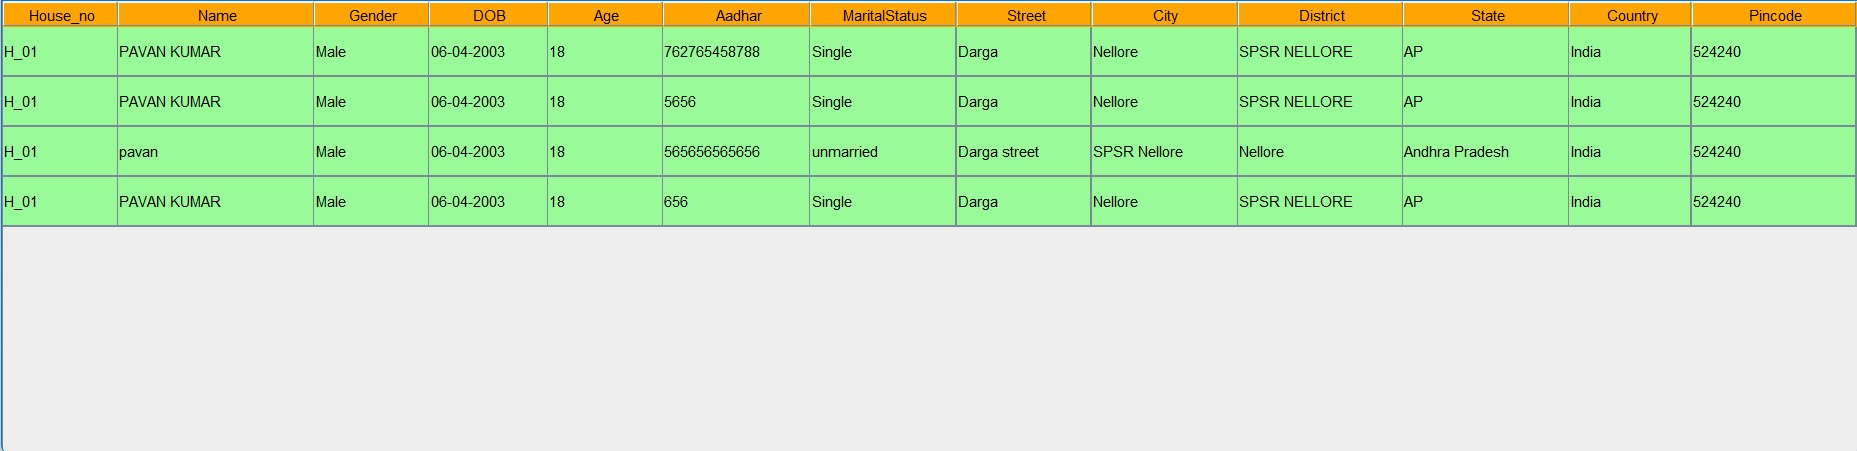 House_no Name Gender DOB Age Aadhar MaritalStatus Street City District State Country Pincode
H_01 PAVAN KUMAR Male 06-04-2003 18 762765458788 Single Darga Nellore SPSR NELLORE AP India 524240
H_01 PAVAN KUMAR Male 06-04-2003 18 5656 Single Darga Nellore SPSR NELLORE AP India 524240
H_01 pavan Male 06-04-2003 18 565656565656 unmarried Darga street SPSR Nellore Nellore Andhra Pradesh India 524240
H_01 PAVAN KUMAR Male 06-04-2003 18 656 Single Darga Nellore SPSR NELLORE AP India 524240